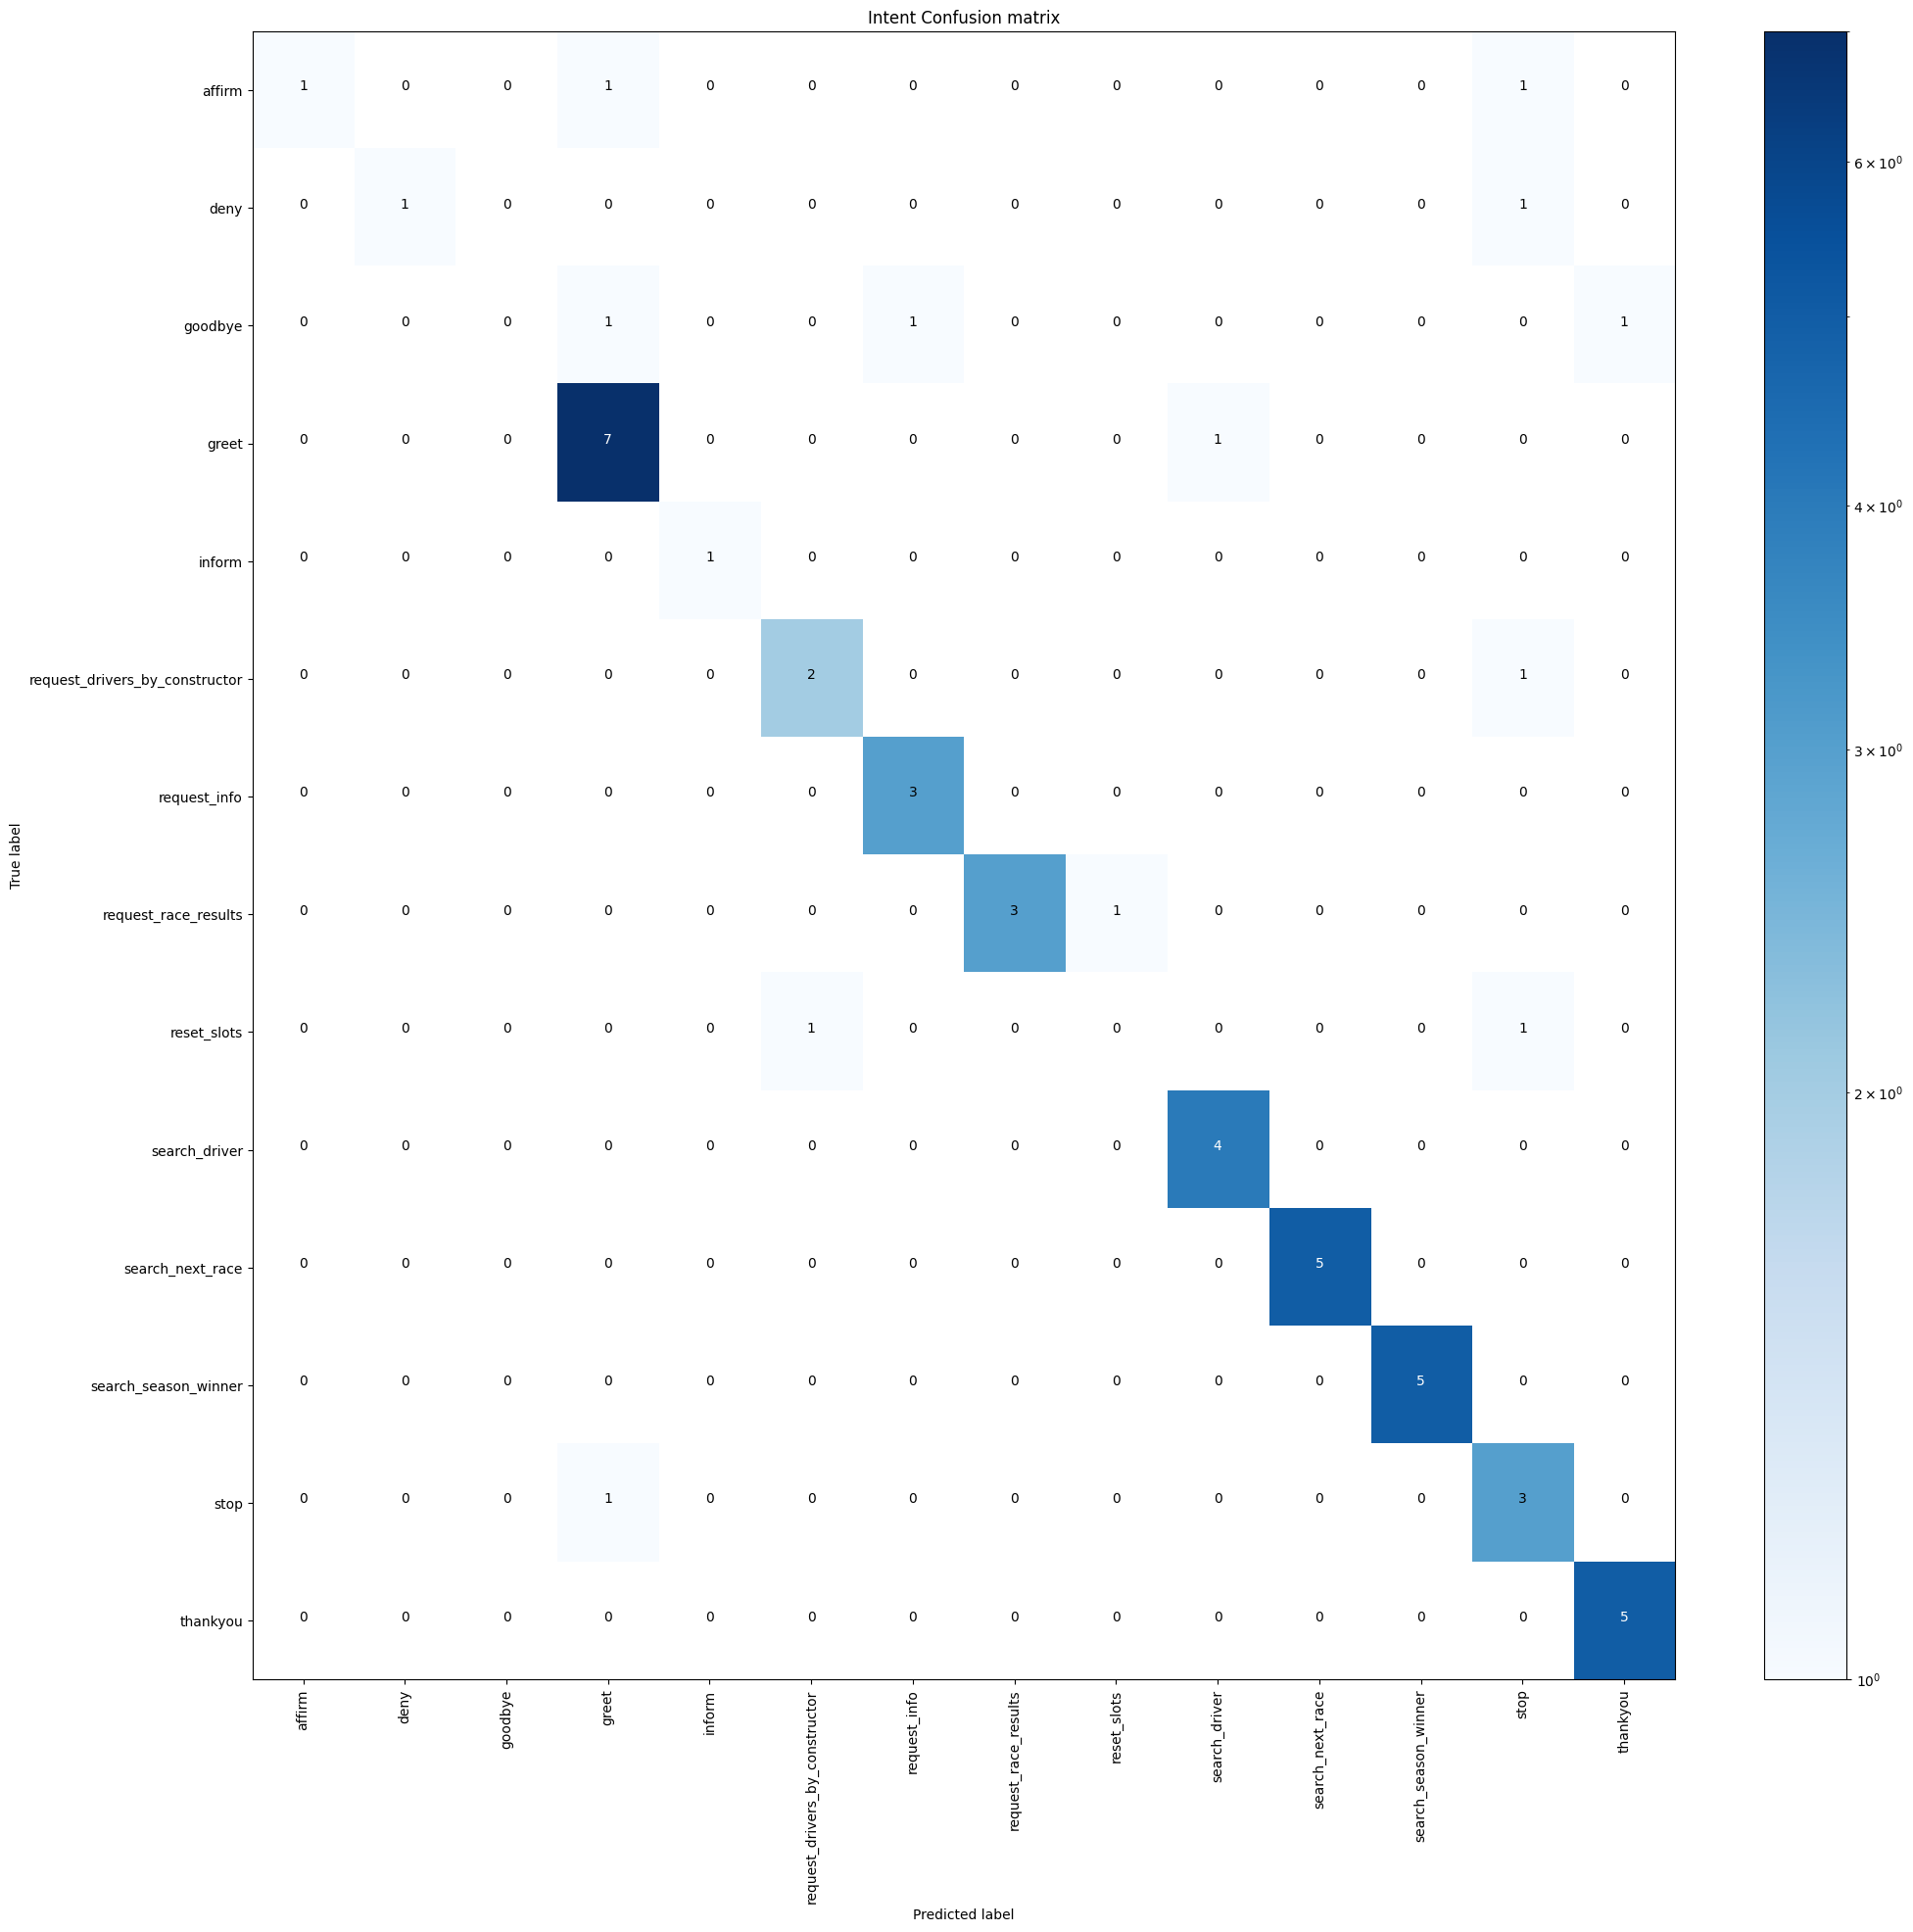 Intent Confusion matrix
affirm 1 0 0 1 0 0 0 0 0 0 0 0 1 0
deny 0 1 0 0 0 0 0 0 0 0 0 0 1 0
goodbye 0 0 0 1 0 0 1 0 0 0 0 0 0 1
greet 0 0 0 7 0 0 0 0 0 1 0 0 0 0
inform 0 0 0 0 1 0 0 0 0 0 0 0 0 0
request_drivers_by_constructor 0 0 0 0 0 2 0 0 0 0 0 0 1 0
request_info 0 0 0 0 0 0 3 0 0 0 0 0 0 0
request_race_results 0 0 0 0 0 0 0 3 1 0 0 0 0 0
reset_slots 0 0 0 0 0 1 0 0 0 0 0 0 1 0
search_driver 0 0 0 0 0 0 0 0 0 4 0 0 0 0
search_next_race 0 0 0 0 0 0 0 0 0 0 5 0 0 0
search_season_winner 0 0 0 0 0 0 0 0 0 0 0 5 0 0
stop 0 0 0 1 0 0 0 0 0 0 0 0 3 0
thankyou 0 0 0 0 0 0 0 0 0 0 0 0 0 5
True label
affirm
deny
goodbye
greet
inform
request_drivers_by_constructor
request_info
request_race_results
reset_slots
search_driver
search_next_race
search_season_winner
stop
thankyou
Predicted label
6 × 10⁰
4 × 10⁰
3 × 10⁰
2 × 10⁰
10⁰